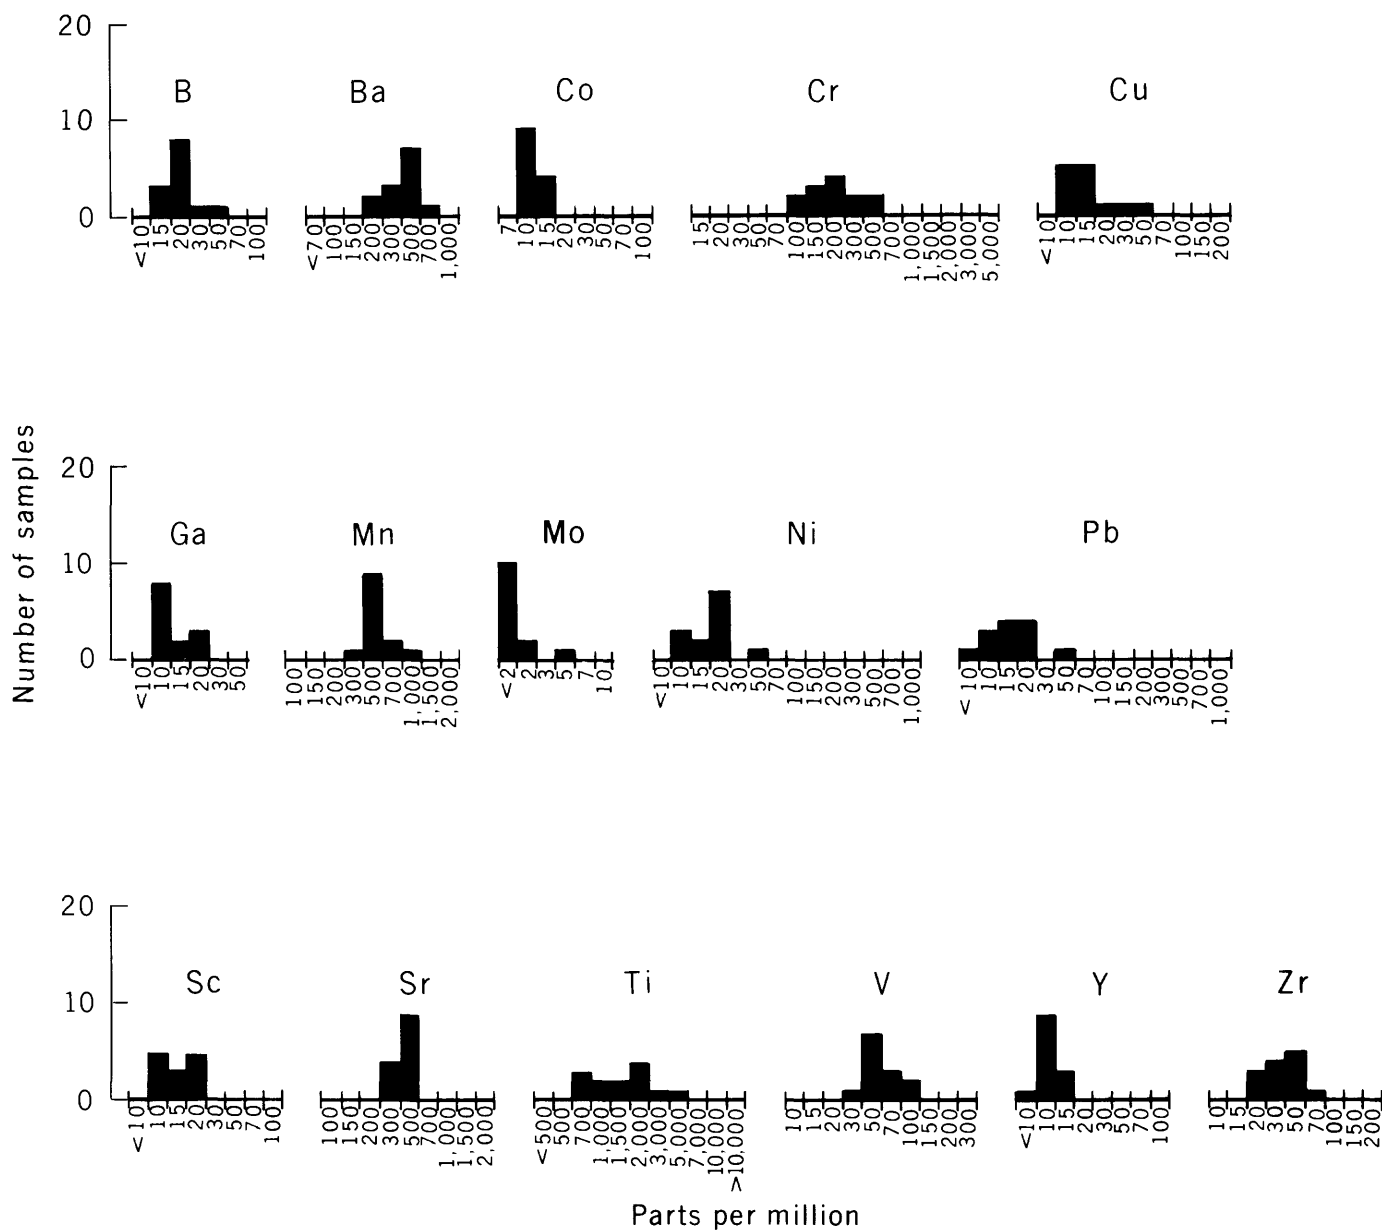 20
B Ba Co Cr Cu
10
0
<10 15 20 30 50 70 100
<70 100 150 200 300 500 700 1,000
7 10 15 20 30 50 70 100
15 20 30 50 70 100 150 200 300 500 700 1,000 1,500 2,000 3,000 5,000
<10 10 15 20 30 50 70 100 150 200
Number of samples
20
Ga Mn Mo Ni Pb
10
0
<10 10 15 20 30 50
100 150 200 300 500 700 1,000 1,500 2,000
<2 2 3 5 7 10
<10 10 15 20 30 50 70 100 150 200 300 500 700 1,000
<10 10 15 20 30 50 70 100 150 200 300 500 700 1,000
20
Sc Sr Ti V Y Zr
10
0
<10 10 15 20 30 50 70 100
100 150 200 300 500 700 1,000 1,500 2,000
<500 500 700 1,000 1,500 2,000 3,000 5,000 7,000 10,000 >10,000
10 15 20 30 50 70 100 150 200 300
<10 10 15 20 30 50 70 100
10 15 20 30 50 70 100 150 200
Parts per million